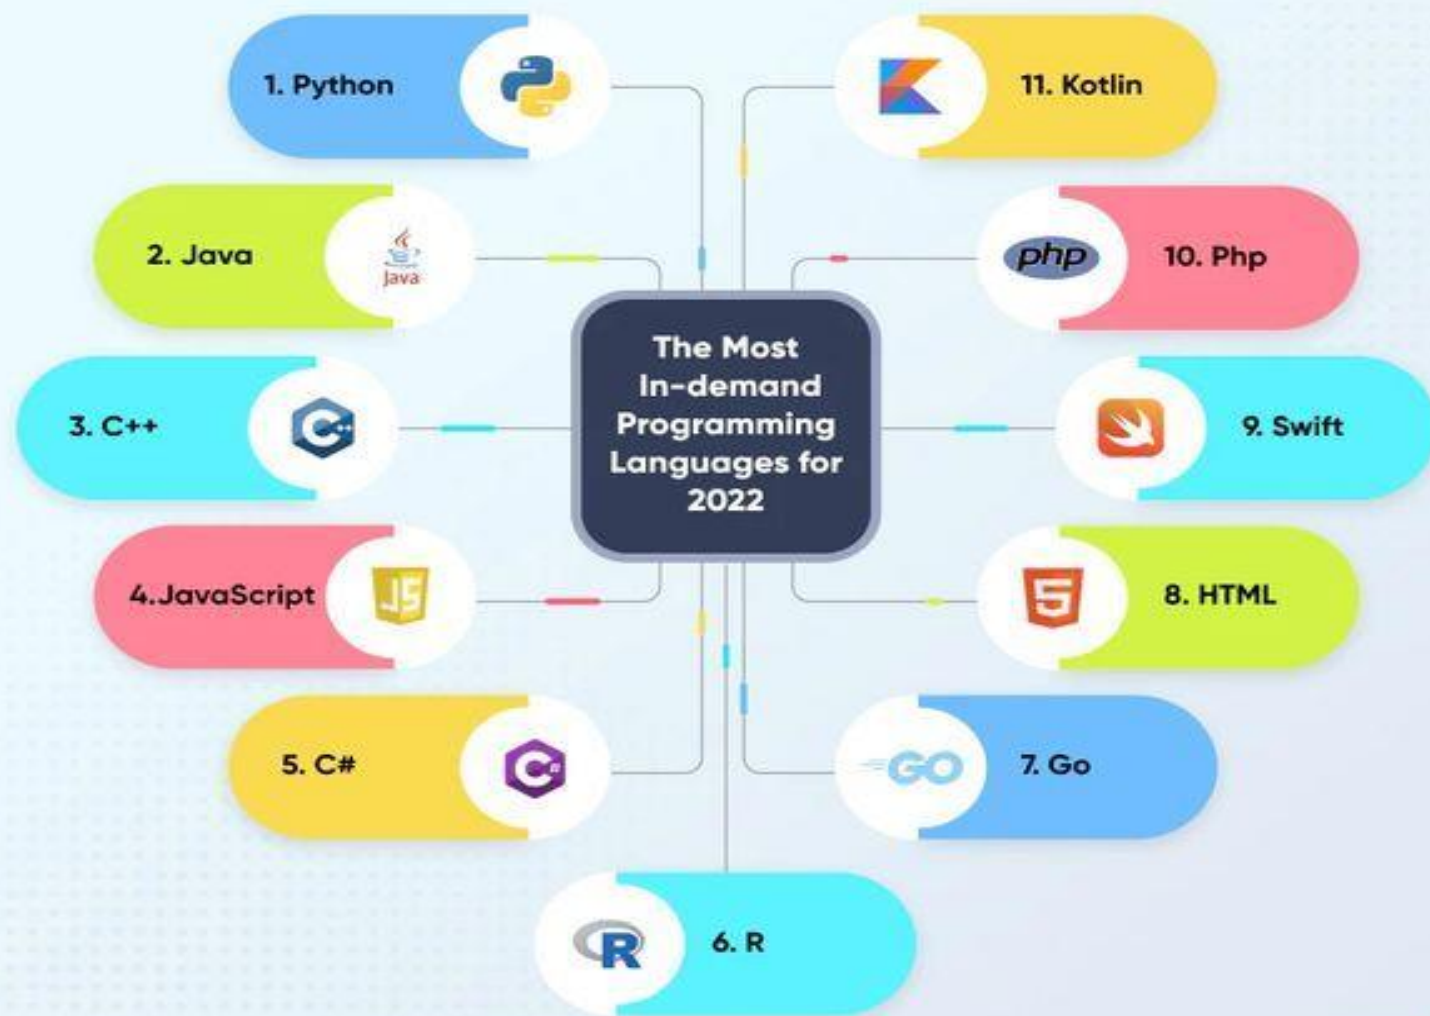 The Most
In-demand
Programming
Languages for
2022
1. Python
2. Java
Java
3. C++
C++
4.JavaScript
JS
5. C#
C#
6. R
R
7. Go
GO
8. HTML
5
9. Swift
10. Php
php
11. Kotlin